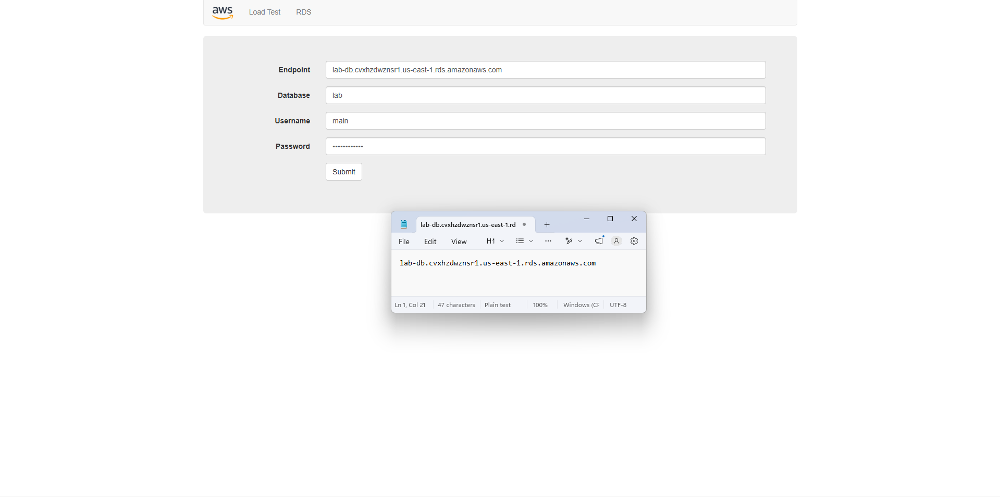 aws Load Test RDS
Endpoint lab-db.cvxhzdwznsr1.us-east-1.rds.amazonaws.com
Database lab
Username main
Password ••••••••••••
Submit
lab-db.cvxhzdwznsr1.us-east-1.rd
File Edit View H1
lab-db.cvxhzdwznsr1.us-east-1.rds.amazonaws.com
Ln 1, Col 21 47 characters Plain text 100% Windows (CF UTF-8